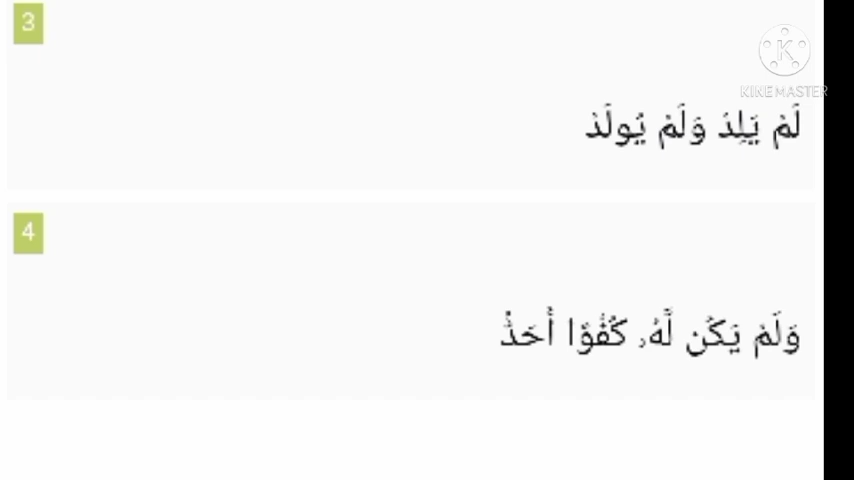 3
KINEMASTER
لَمْ يَلِدْ وَلَمْ يُولَدْ
4
وَلَمْ يَكُن لَّهُۥ كُفُوًا أَحَدٌۢ